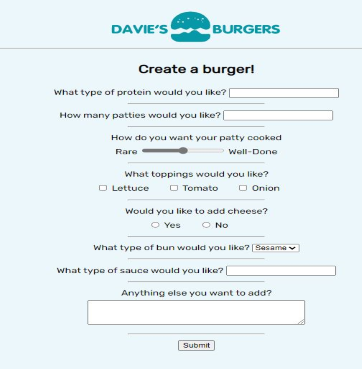 DAVIE'S BURGERS
Create a burger!
What type of protein would you like?
How many patties would you like?
How do you want your patty cooked
Rare Well-Done
What toppings would you like?
Lettuce Tomato Onion
Would you like to add cheese?
Yes No
What type of bun would you like? Sesame
What type of sauce would you like?
Anything else you want to add?
Submit